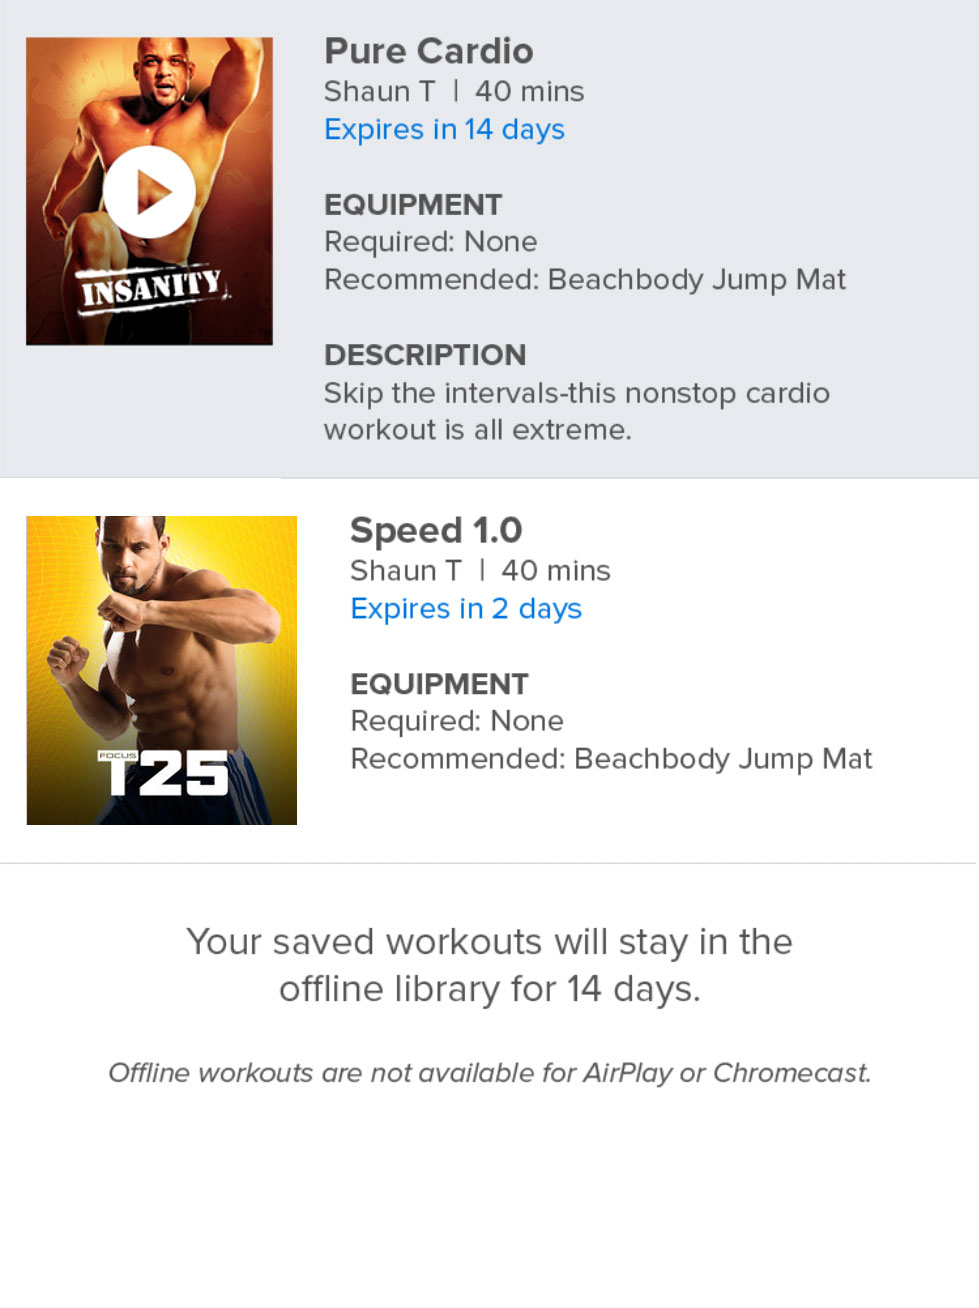 Pure Cardio
Shaun T | 40 mins
Expires in 14 days
EQUIPMENT
Required: None
Recommended: Beachbody Jump Mat
DESCRIPTION
Skip the intervals-this nonstop cardio
workout is all extreme.
INSANITY
Speed 1.0
Shaun T | 40 mins
Expires in 2 days
EQUIPMENT
Required: None
Recommended: Beachbody Jump Mat
FOCUS
T25
Your saved workouts will stay in the
offline library for 14 days.
Offline workouts are not available for AirPlay or Chromecast.